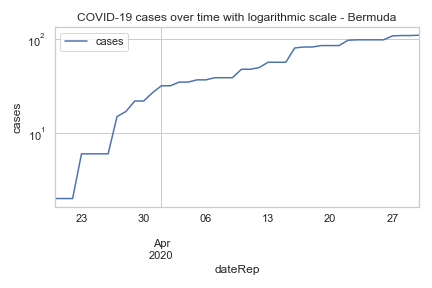 COVID-19 cases over time with logarithmic scale - Bermuda
cases
10²
10¹
cases
23
30
06
13
20
27
Apr
2020
dateRep